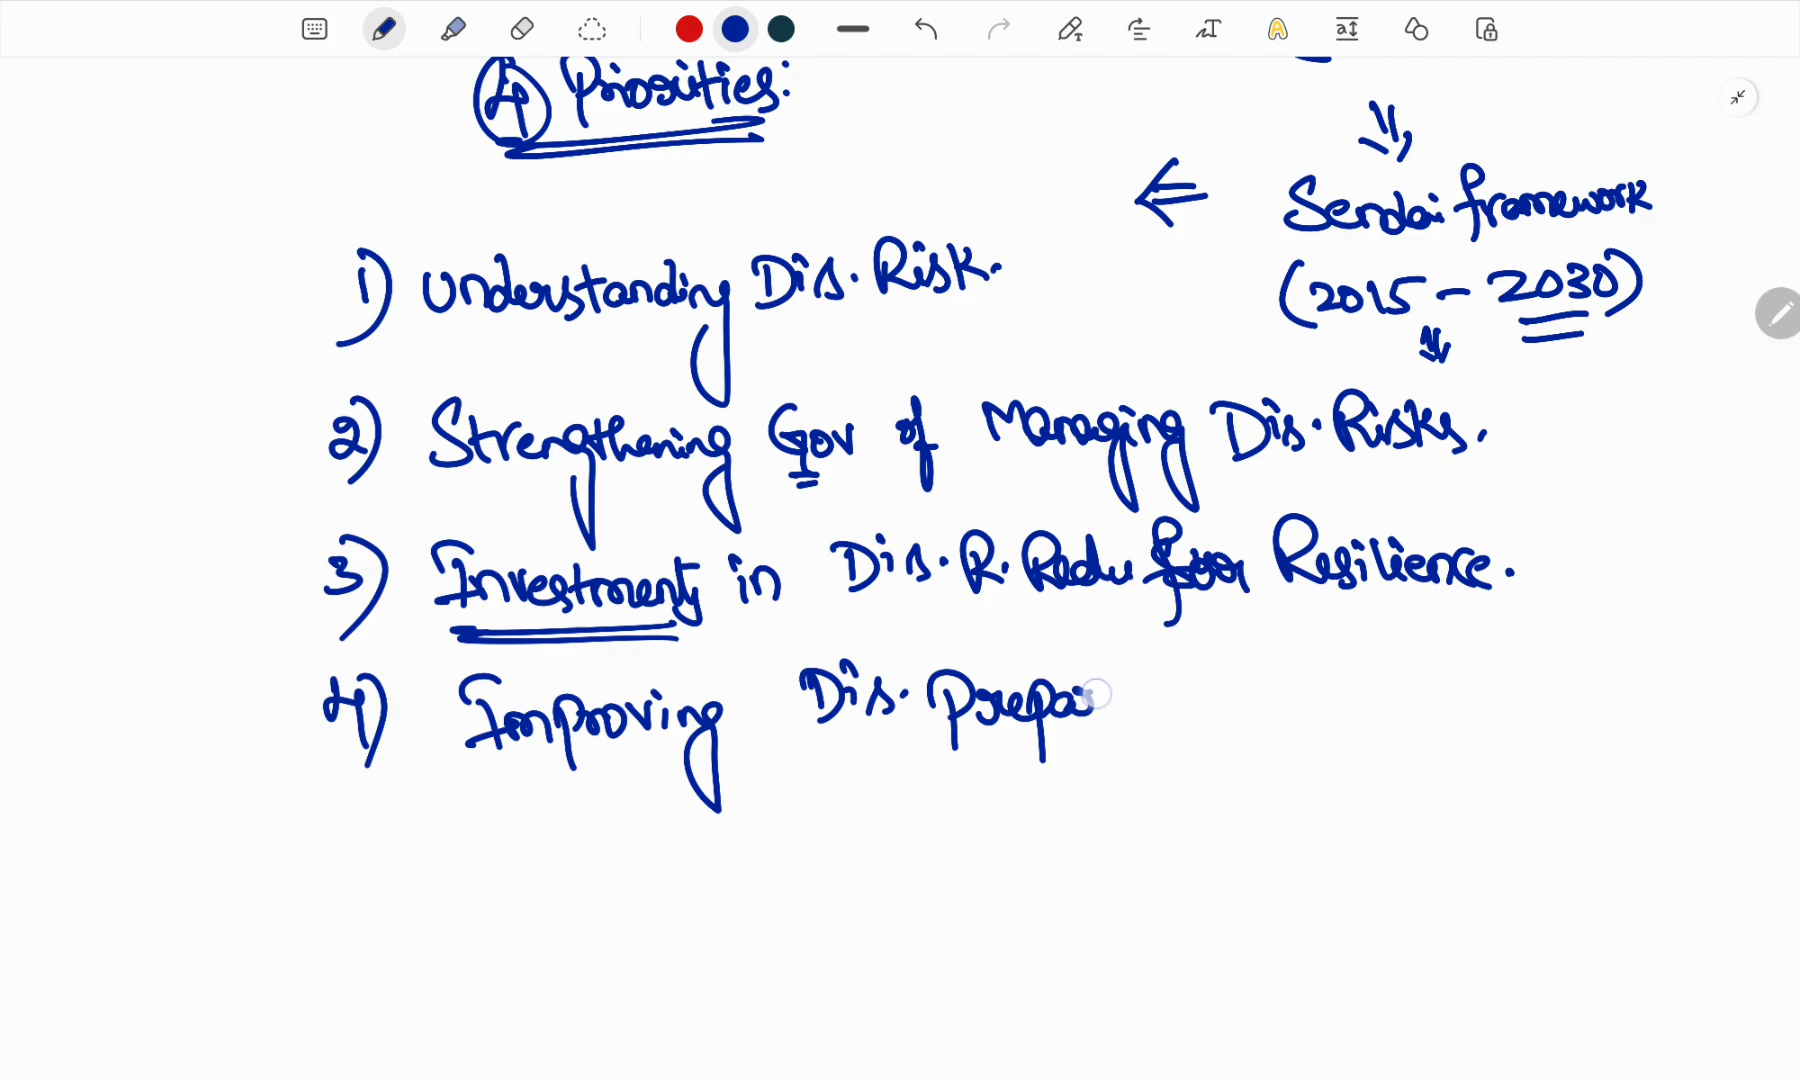 4 Priorities:
Sendai framework
(2015 - 2030)
1) Understanding Dis. Risk.
2) Strengthening Gov of Managing Dis. Risks.
3) Investment in Dis. R. Redu for Resilience.
4) Improving Dis. Prepa